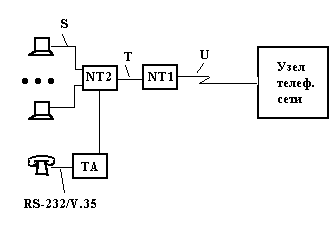 S
T
U
NT2
NT1
Узел
телеф.
сети
TA
RS-232/V.35